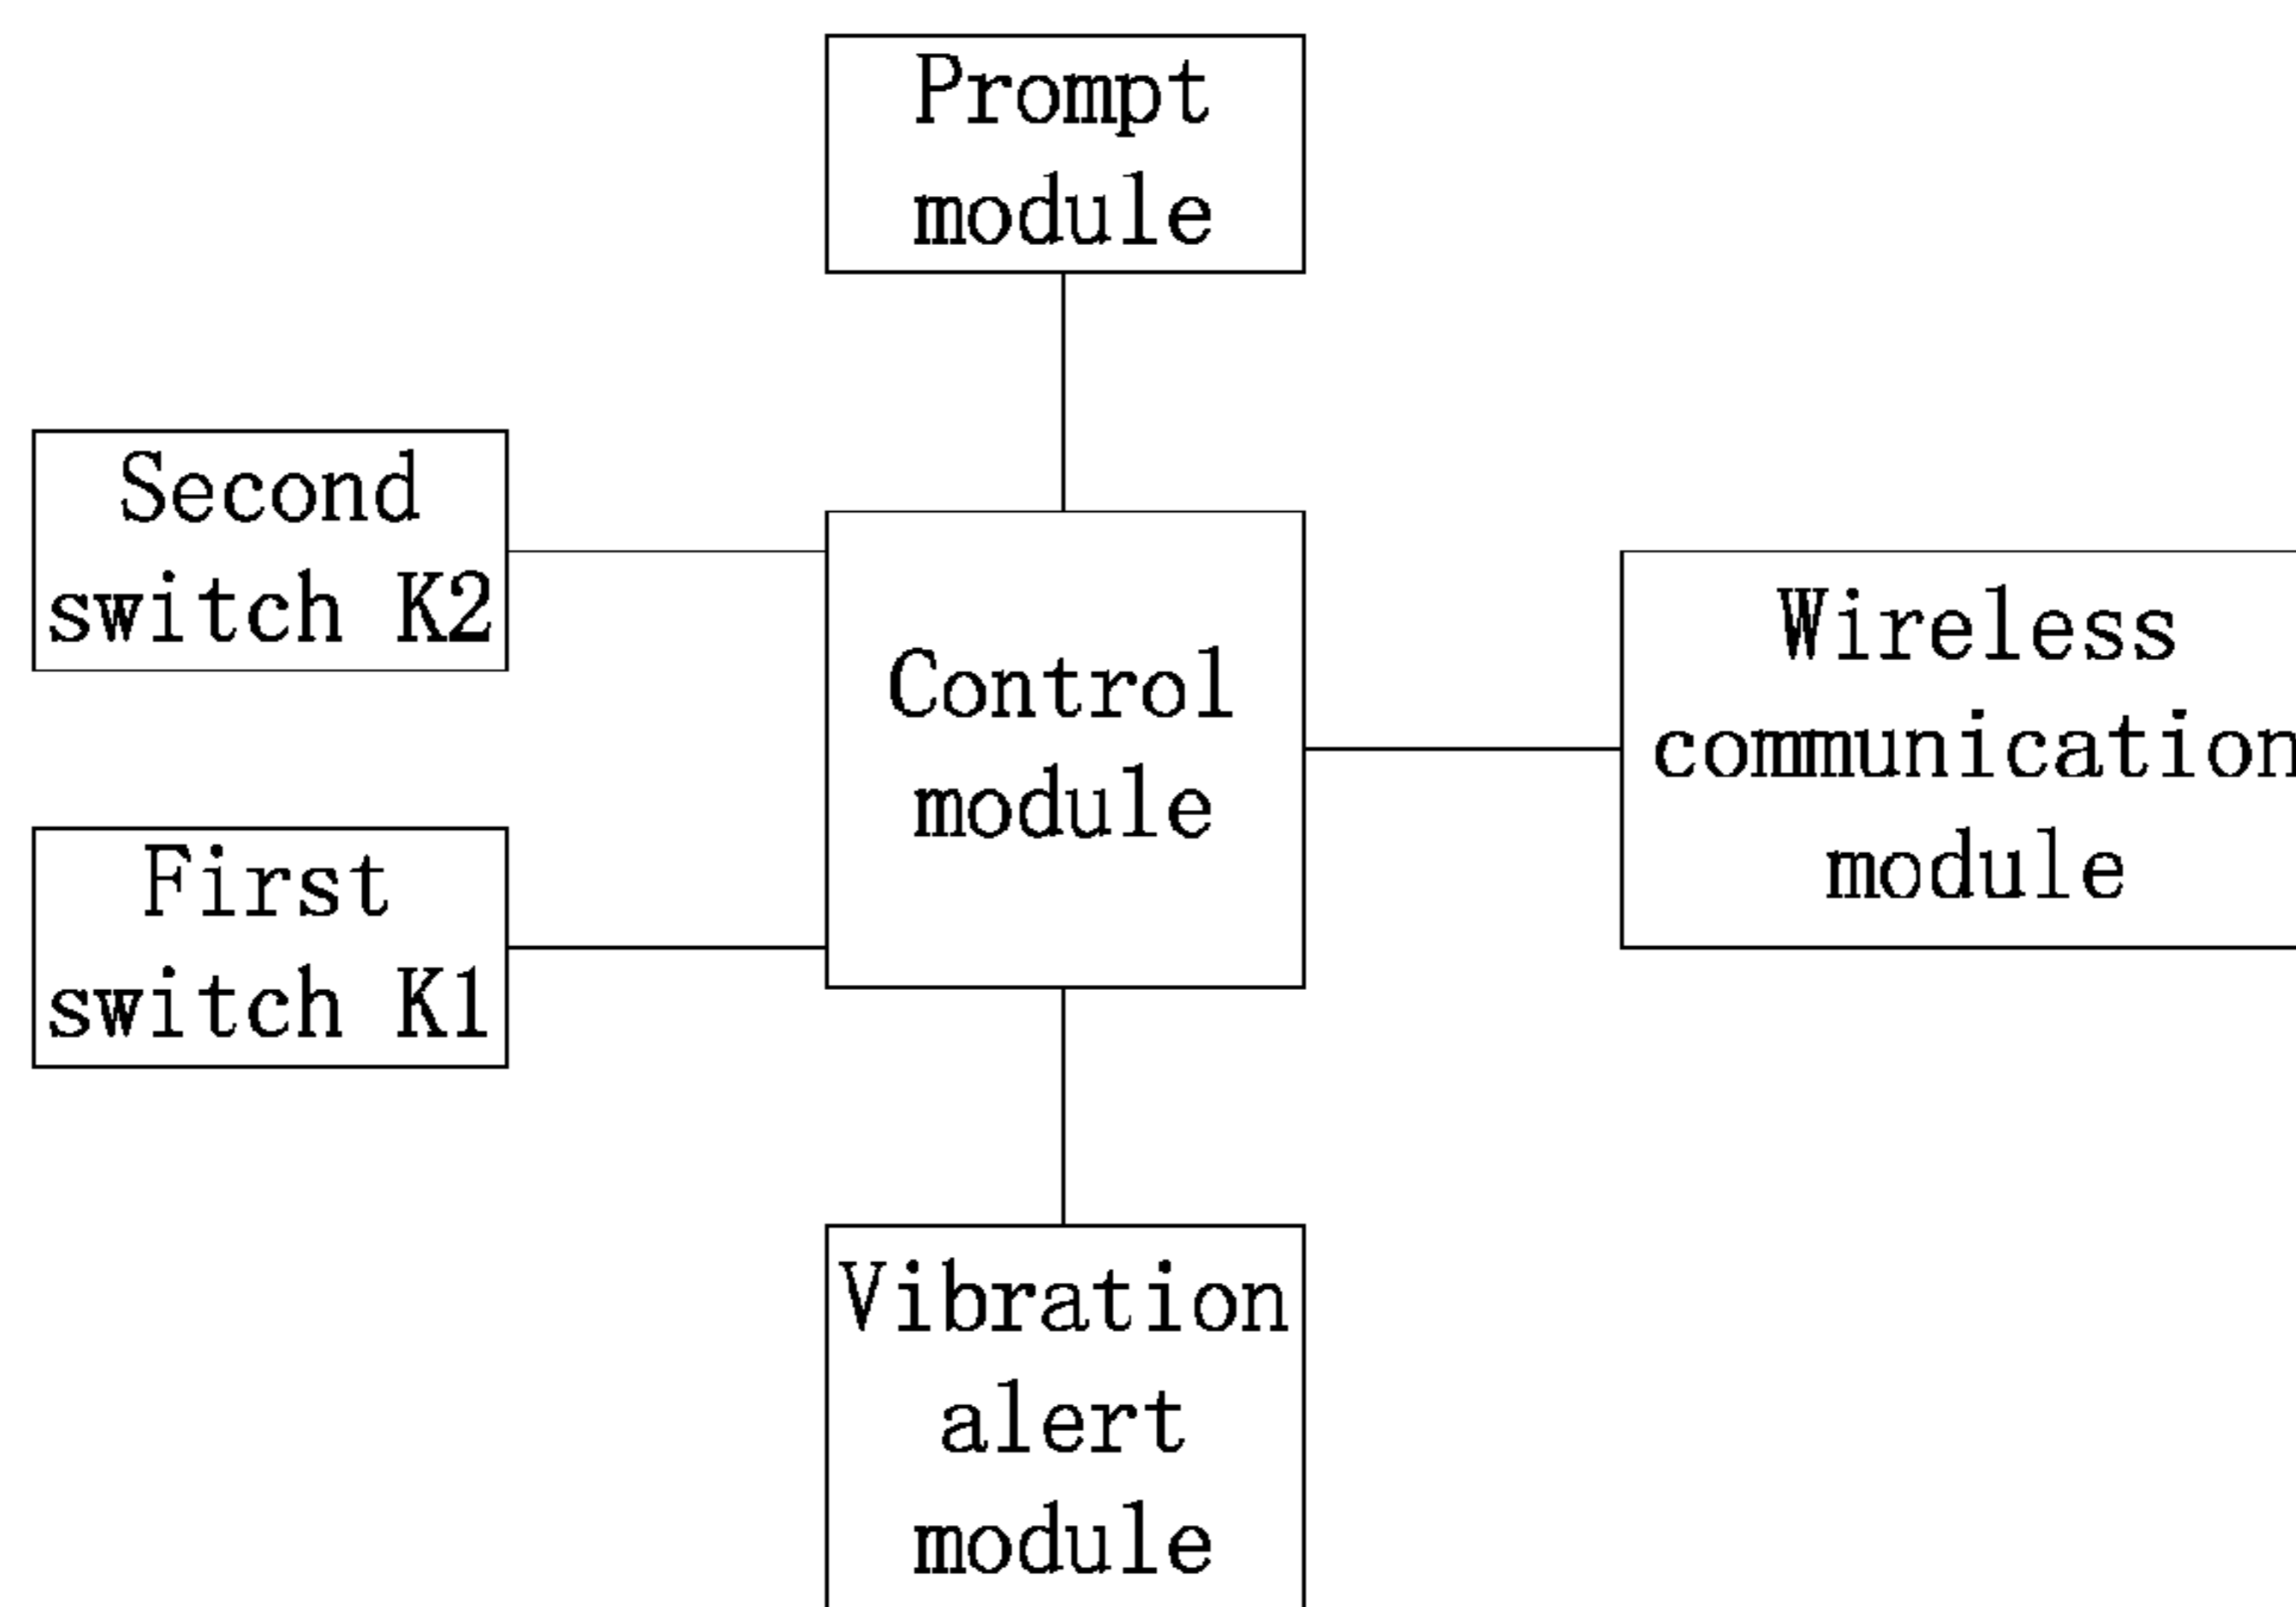 Prompt
module
Second
switch K2
Control
module
Wireless
communication
module
First
switch K1
Vibration
alert
module